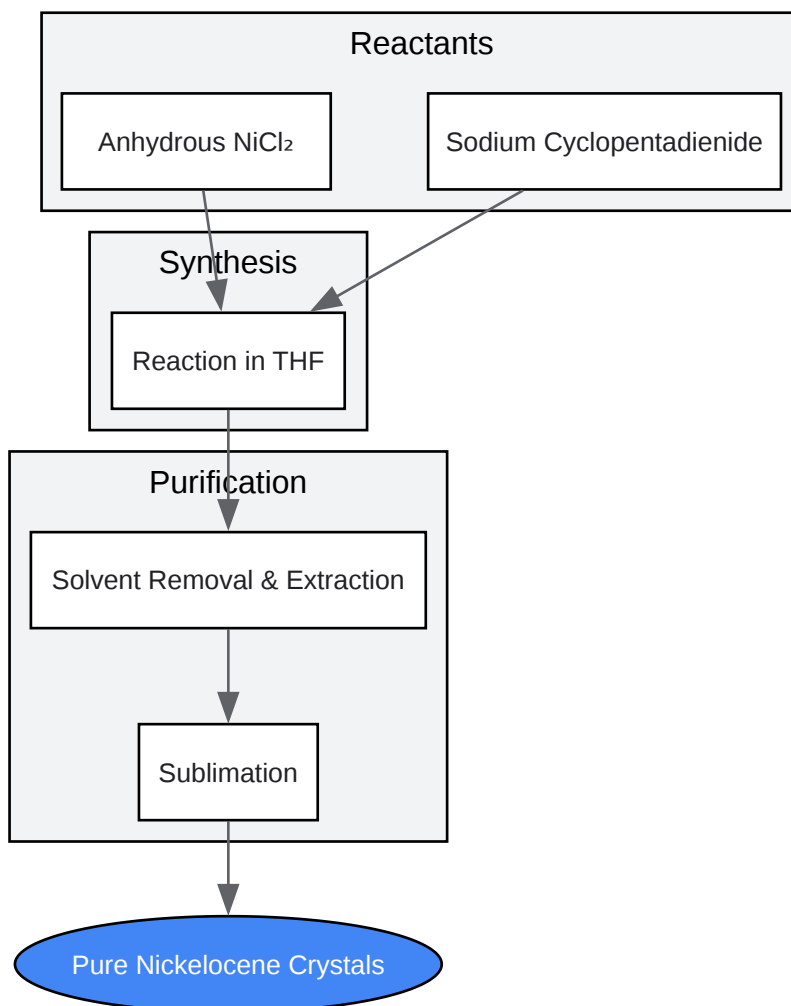 Reactants
Anhydrous NiCl₂
Sodium Cyclopentadienide
Synthesis
Reaction in THF
Purification
Solvent Removal & Extraction
Sublimation
Pure Nickelocene Crystals